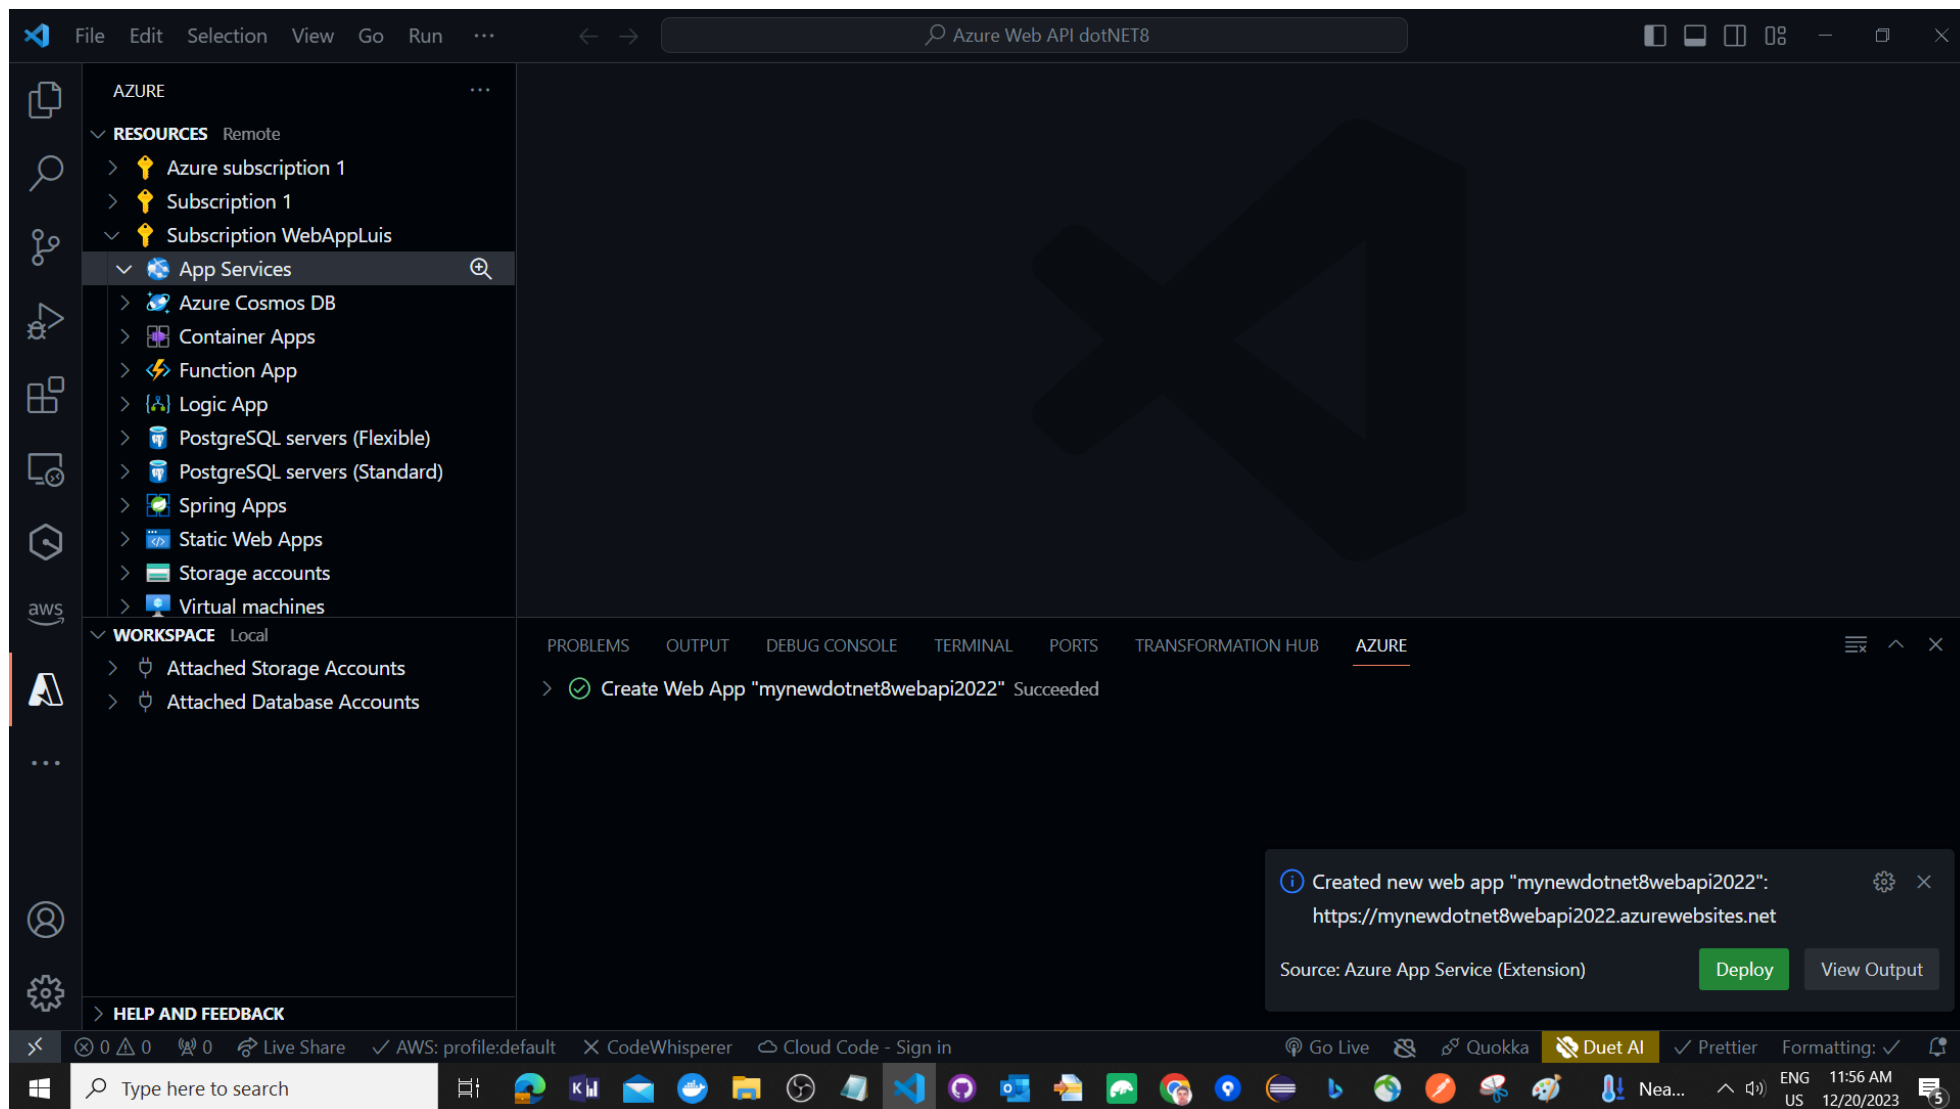 File Edit Selection View Go Run ···
Azure Web API dotNET8
AZURE
RESOURCES Remote
Azure subscription 1
Subscription 1
Subscription WebAppLuis
App Services
Azure Cosmos DB
Container Apps
Function App
Logic App
PostgreSQL servers (Flexible)
PostgreSQL servers (Standard)
Spring Apps
Static Web Apps
Storage accounts
Virtual machines
aws
WORKSPACE Local
Attached Storage Accounts
Attached Database Accounts
HELP AND FEEDBACK
PROBLEMS OUTPUT DEBUG CONSOLE TERMINAL PORTS TRANSFORMATION HUB AZURE
Create Web App "mynewdotnet8webapi2022" Succeeded
Created new web app "mynewdotnet8webapi2022":
https://mynewdotnet8webapi2022.azurewebsites.net
Source: Azure App Service (Extension) Deploy View Output
0 0 0 Live Share AWS: profile:default CodeWhisperer Cloud Code - Sign in Go Live Quokka Duet AI Prettier Formatting:
Type here to search
Nea...
ENG
US
11:56 AM
12/20/2023
5